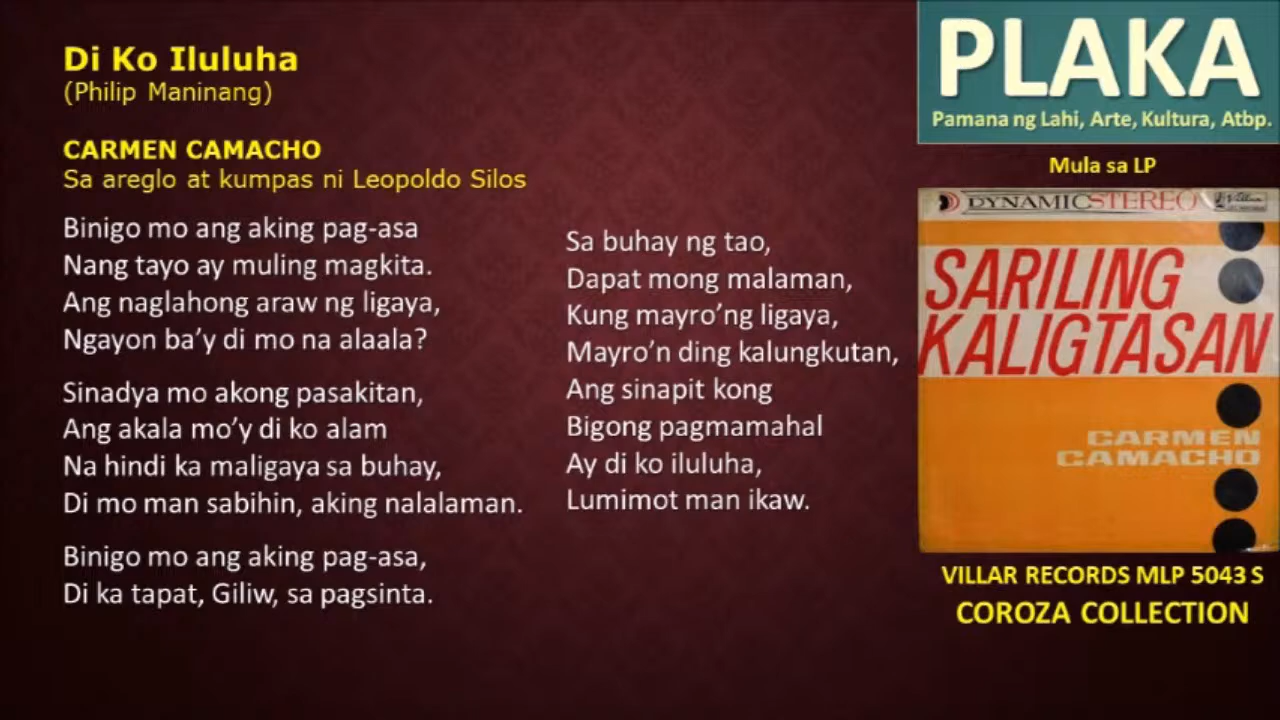 Di Ko Iluluha
(Philip Maninang)
CARMEN CAMACHO
Sa areglo at kumpas ni Leopoldo Silos
Binigo mo ang aking pag-asa
Nang tayo ay muling magkita.
Ang naglahong araw ng ligaya,
Ngayon ba’y di mo na alaala?
Sinadya mo akong pasakitan,
Ang akala mo’y di ko alam
Na hindi ka maligaya sa buhay,
Di mo man sabihin, aking nalalaman.
Binigo mo ang aking pag-asa,
Di ka tapat, Giliw, sa pagsinta.
Sa buhay ng tao,
Dapat mong malaman,
Kung mayro’ng ligaya,
Mayro’n ding kalungkutan,
Ang sinapit kong
Bigong pagmamahal
Ay di ko iluluha,
Lumimot man ikaw.
PLAKA
Pamana ng Lahi, Arte, Kultura, Atbp.
Mula sa LP
DYNAMIC STEREO Villar
SARILING
KALIGTASAN
CARMEN
CAMACHO
VILLAR RECORDS MLP 5043 S
COROZA COLLECTION